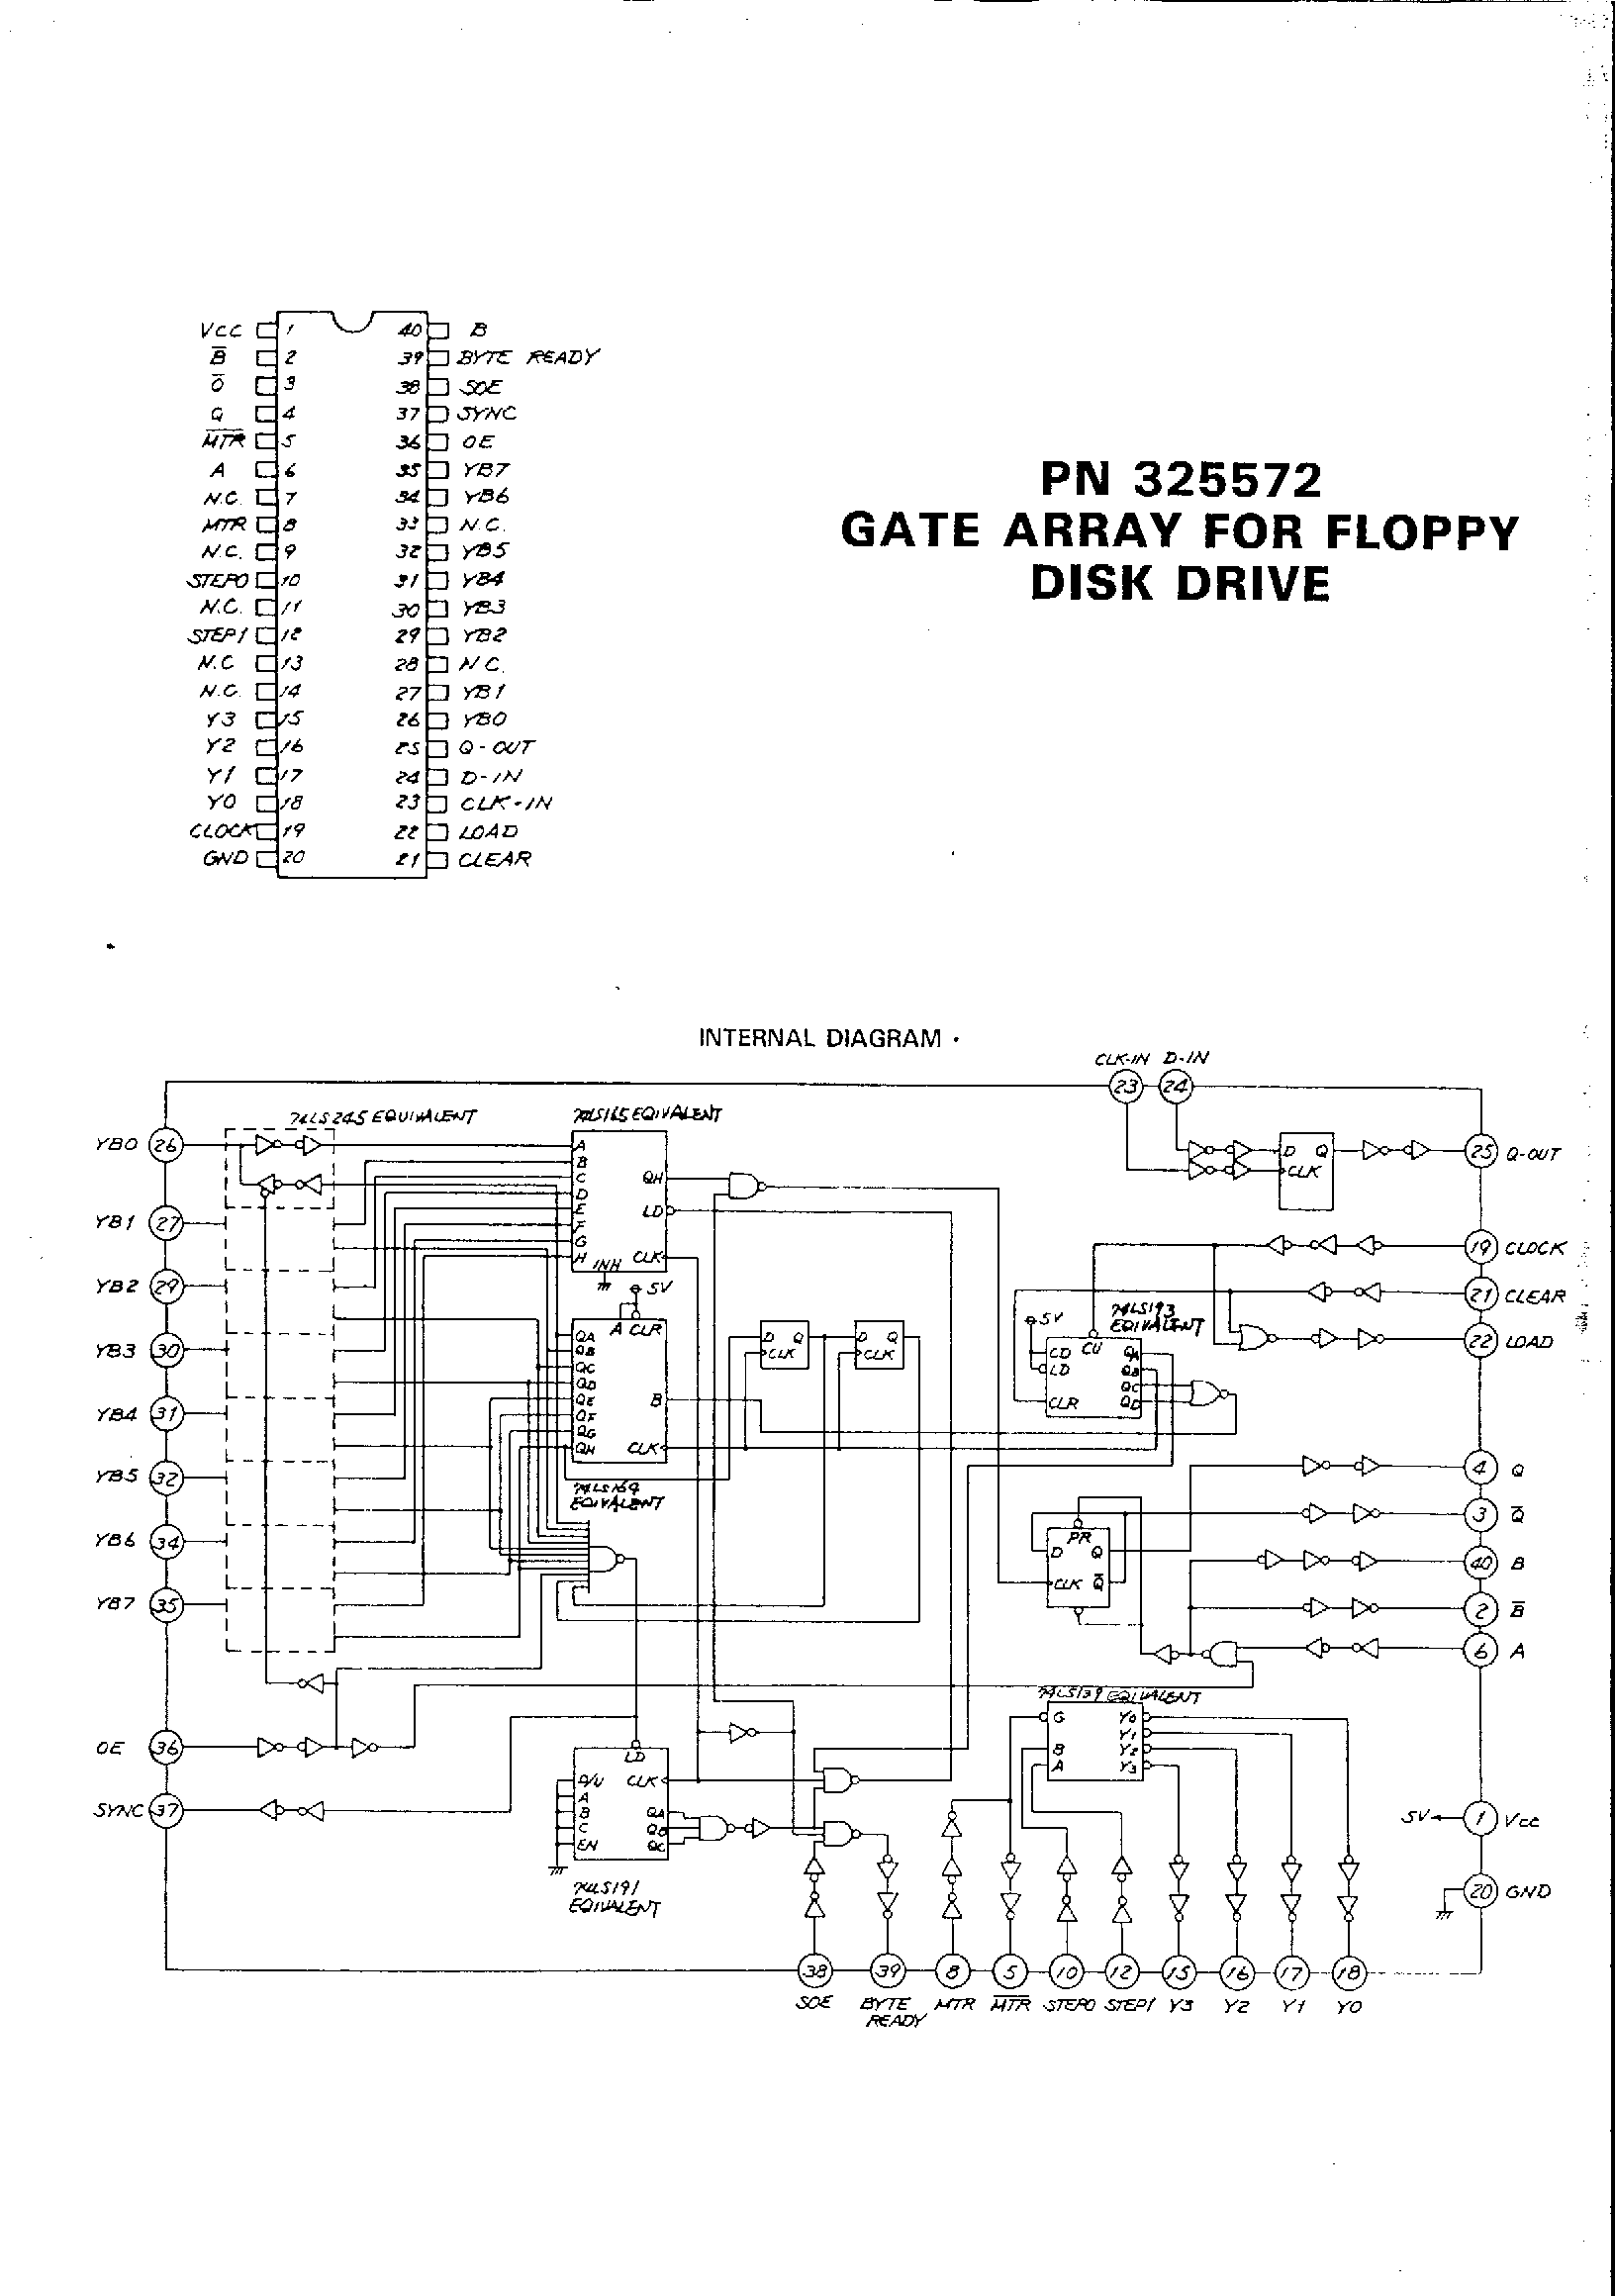 VCC 1 40 B
B 2 39 BYTE READY
O 3 38 SOE
Q 4 37 SYNC
MTR 5 36 OE
A 6 35 YB7
N.C. 7 34 YB6
MTR 8 33 N.C.
N.C. 9 32 YB5
STEP0 10 31 YB4
N.C. 11 30 YB3
STEP1 12 29 YB2
N.C 13 28 N C.
N.C. 14 27 YB1
Y3 15 26 YB0
Y2 16 25 Q-OUT
Y1 17 24 D-IN
Y0 18 23 CLK-IN
CLOCK 19 22 LOAD
GND 20 21 CLEAR
PN 325572
GATE ARRAY FOR FLOPPY
DISK DRIVE
INTERNAL DIAGRAM
CLK-IN D-IN
23 24
74LS245 EQUIVALENT
74LS165 EQUIVALENT
YB0 26
A
B
C
D
E
F
G
H
QH
LD
INH CLK
D Q
CLK
25 Q-OUT
YB1 27
YB2 29
YB3 30
YB4 31
YB5 32
YB6 34
YB7 35
5V
A CLR
QA
QB
QC
QD
QE
QF
QG
QH
B
CLK
74LS164
EQUIVALENT
D Q
CLK
D Q
CLK
19 CLOCK
21 CLEAR
22 LOAD
74LS193
EQUIVALENT
5V
CD CU QA
LD QB
QC
CLR QD
4 Q
3 Q
40 B
2 B
6 A
PR
D Q
CLK Q
74LS139 EQUIVALENT
G Y0
Y1
B Y2
A Y3
OE 36
SYNC 37
LD
D/U CLK
A
B QA
C QB
EN QC
74LS191
EQUIVALENT
5V 1 Vcc
20 GND
38 39 8 5 10 12 15 16 17 18
SOE BYTE READY MTR MTR STEP0 STEP1 Y3 Y2 Y1 Y0